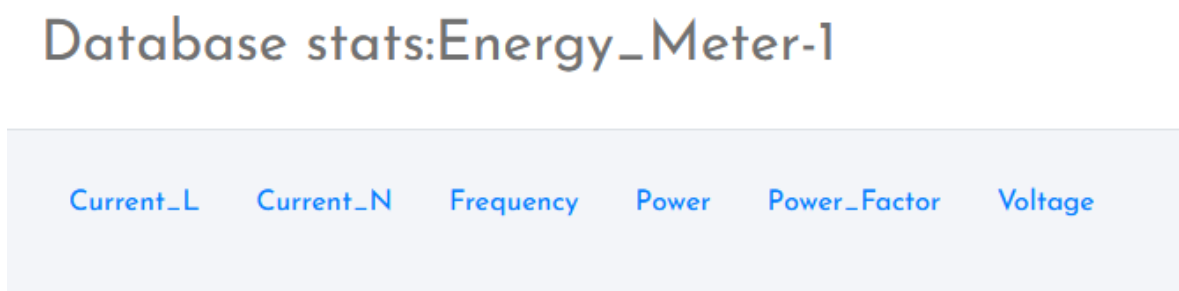 Database stats:Energy_Meter-1
Current_L Current_N Frequency Power Power_Factor Voltage